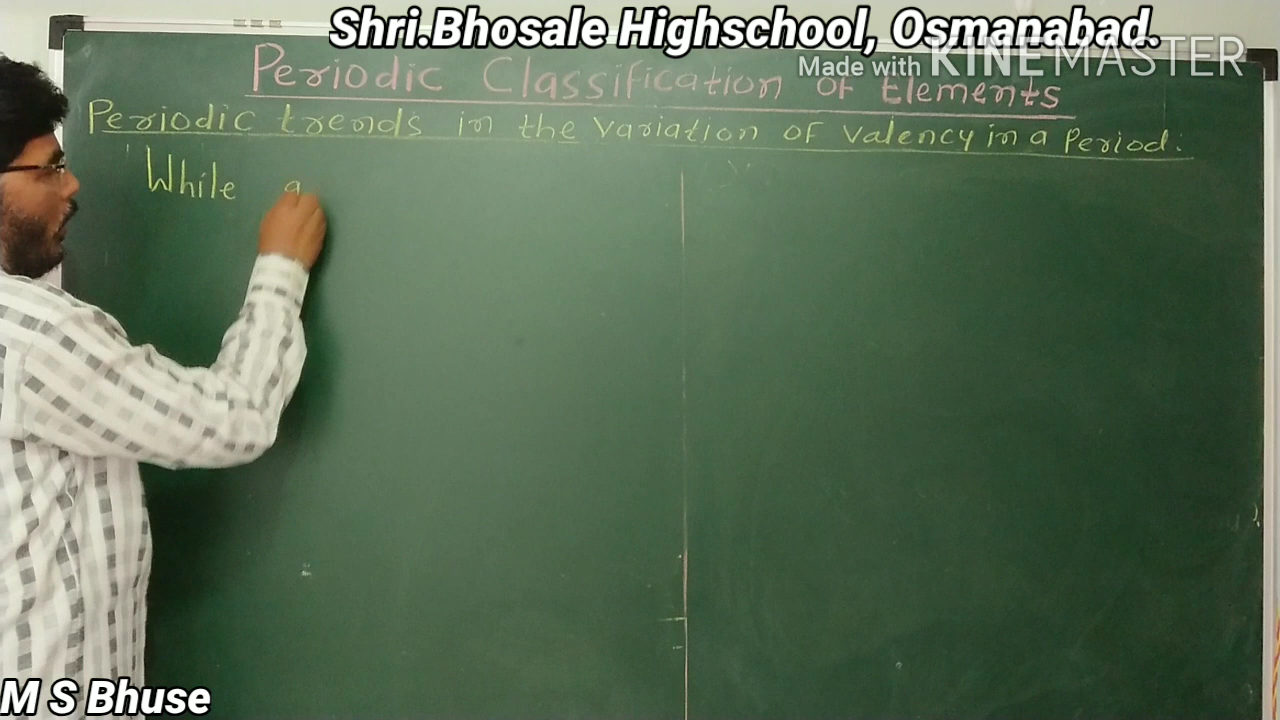 Shri.Bhosale Highschool, Osmanabad.
Made with KINEMASTER
Periodic Classification of Elements
Periodic trends in the variation of valency in a Period.
While
M S Bhuse